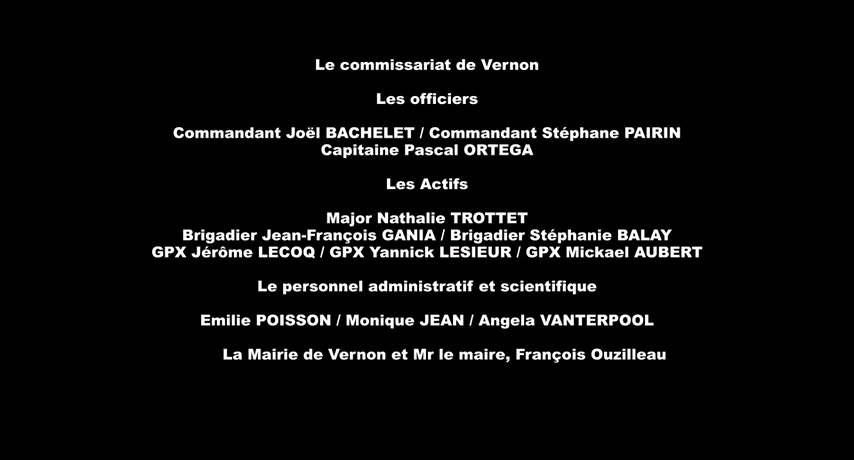 Le commissariat de Vernon
Les officiers
Commandant Joël BACHELET / Commandant Stéphane PAIRIN
Capitaine Pascal ORTEGA
Les Actifs
Major Nathalie TROTTET
Brigadier Jean-François GANIA / Brigadier Stéphanie BALAY
GPX Jérôme LECOQ / GPX Yannick LESIEUR / GPX Mickael AUBERT
Le personnel administratif et scientifique
Emilie POISSON / Monique JEAN / Angela VANTERPOOL
La Mairie de Vernon et Mr le maire, François Ouzilleau